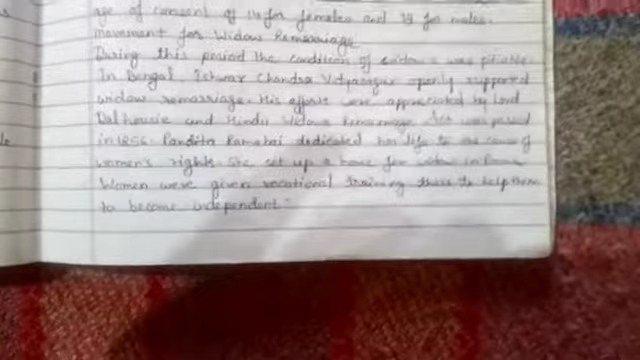 age of consent of 14 for females and 18 for males.
movement for Widow Remarriage
During this period the condition of widows was pitiable.
In Bengal Ishwar Chandra Vidyasagar openly supported
widow remarriage. His efforts were appreciated by Lord
Dalhousie and Hindu Widows Remarriage Act was passed
in 1856. Pandita Ramabai dedicated her life to the cause of
women's rights. She set up a home for widow in
Women were given vocational training there to help them
to become independent.